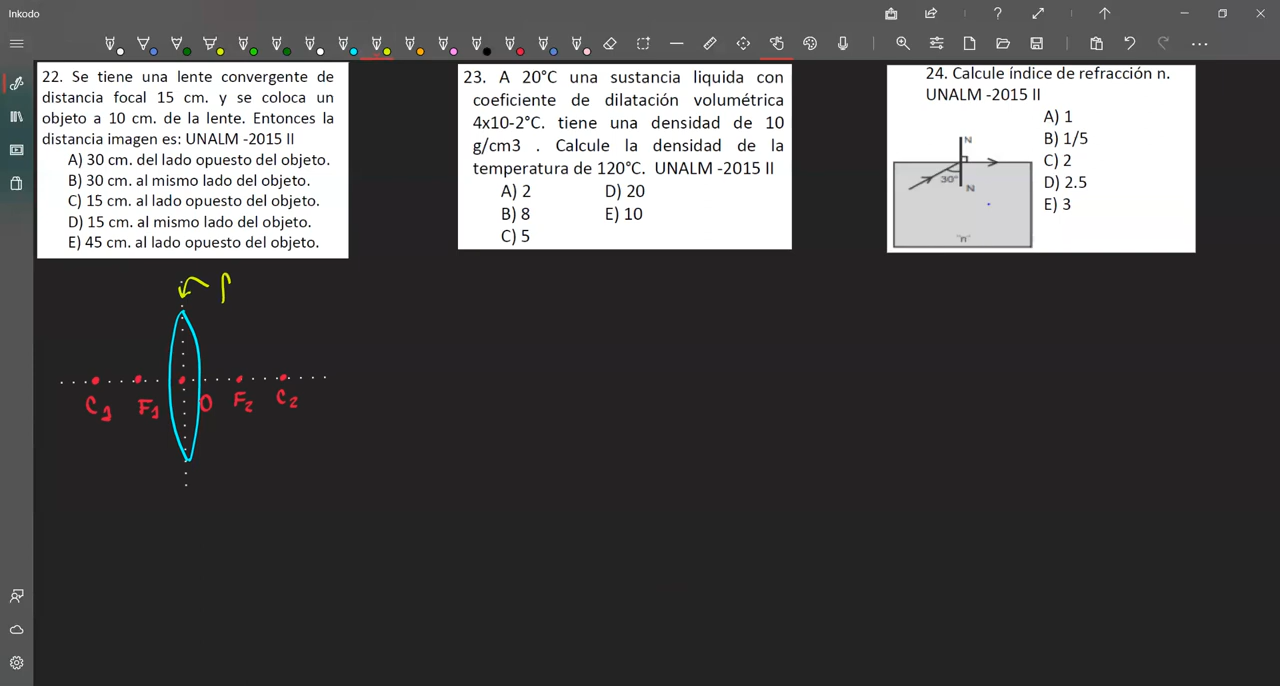 Inkodo
22. Se tiene una lente convergente de
distancia focal 15 cm. y se coloca un
objeto a 10 cm. de la lente. Entonces la
distancia imagen es: UNALM -2015 II
A) 30 cm. del lado opuesto del objeto.
B) 30 cm. al mismo lado del objeto.
C) 15 cm. al lado opuesto del objeto.
D) 15 cm. al mismo lado del objeto.
E) 45 cm. al lado opuesto del objeto.
23. A 20°C una sustancia liquida con
coeficiente de dilatación volumétrica
4x10-2°C. tiene una densidad de 10
g/cm3 . Calcule la densidad de la
temperatura de 120°C. UNALM -2015 II
A) 2 D) 20
B) 8 E) 10
C) 5
24. Calcule índice de refracción n.
UNALM -2015 II
A) 1
B) 1/5
C) 2
D) 2.5
E) 3
N
30°
N
"n"
C1 F1 O F2 C2